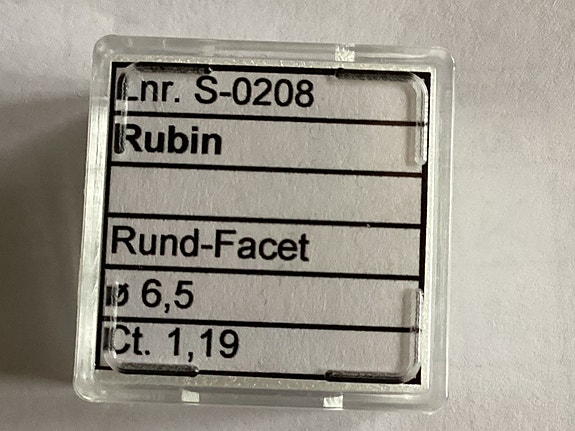 Lnr. S-0208
Rubin
Rund-Facet
ø 6,5
Ct. 1,19